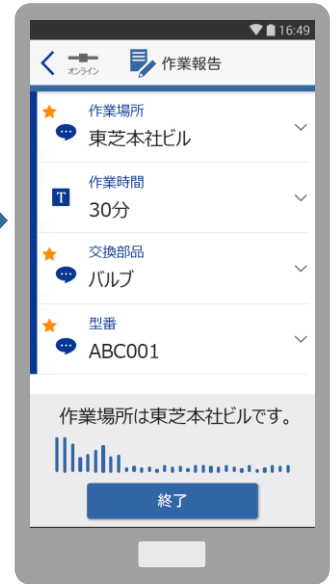 16:49
オンライン
作業報告
作業場所
東芝本社ビル
T
作業時間
30分
交換部品
バルブ
型番
ABC001
作業場所は東芝本社ビルです。
終了